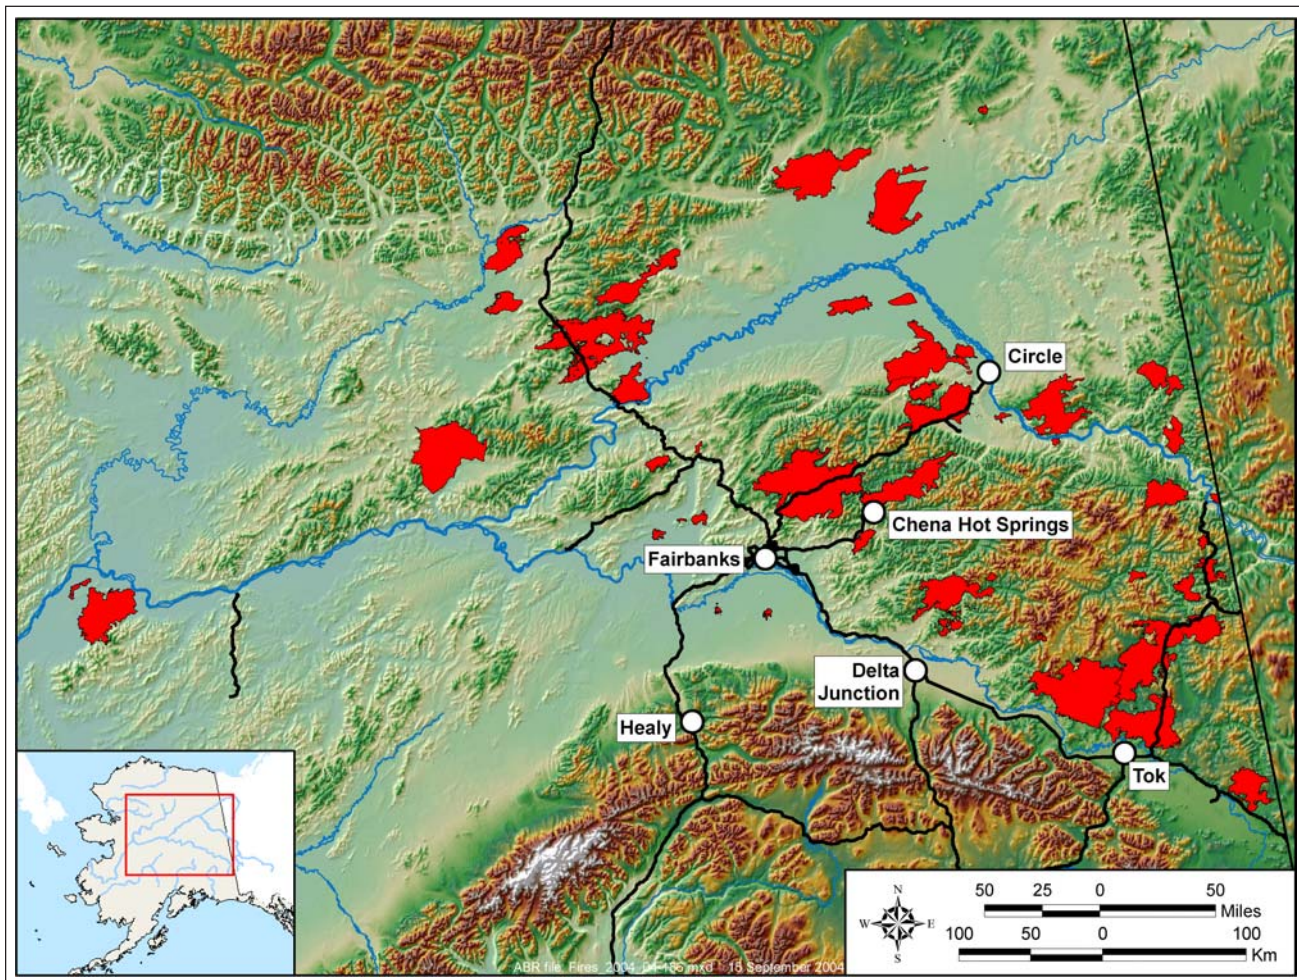 Circle
Chena Hot Springs
Fairbanks
Delta
Junction
Healy
Tok
N
W E
S
50 25 0 50
Miles
100 50 0 100
Km
ABR file: Fires_2004_04-156.mxd 15 September 2004